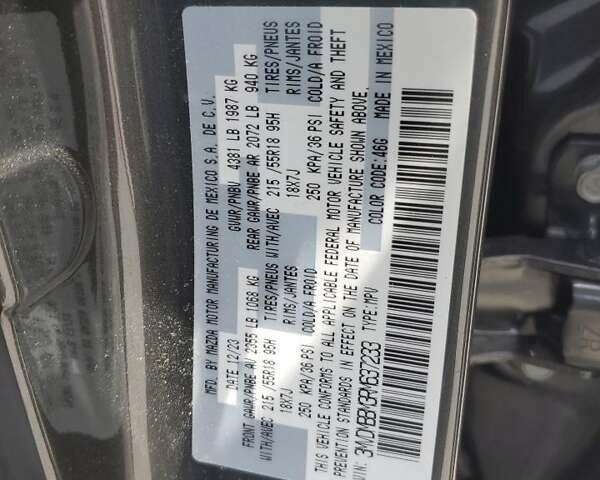 MFD. BY MAZDA MOTOR MANUFACTURING DE MEXICO S.A. DE C.V.
DATE: 12/23 GVWR/PNBV 4381 LB 1987 KG
FRONT GAWR/PNBE AV 2355 LB 1068 KG REAR GAWR/PNBE AR 2072 LB 940 KG
WITH/AVEC 215 /55R18 95H TIRES/PNEUS WITH/AVEC 215 /55R18 95H TIRES/PNEUS
18X7J RIMS/JANTES 18X7J RIMS/JANTES
250 KPA/36 PSI COLD/A FROID 250 KPA/36 PSI COLD/A FROID
THIS VEHICLE CONFORMS TO ALL APPLICABLE FEDERAL MOTOR VEHICLE SAFETY AND THEFT
PREVENTION STANDARDS IN EFFECT ON THE DATE OF MANUFACTURE SHOWN ABOVE.
VIN: 3MVDMBBM3RM637233 TYPE: MPV COLOR CODE: 46G MADE IN MEXICO